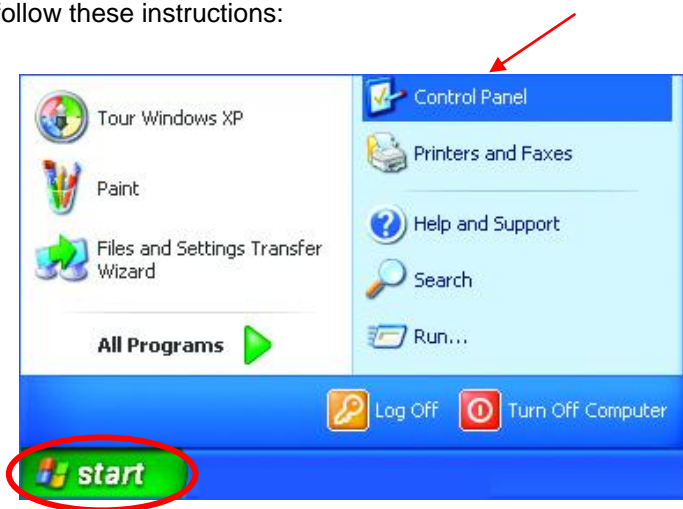 follow these instructions:
Tour Windows XP
Paint
Files and Settings Transfer
Wizard
All Programs
Control Panel
Printers and Faxes
Help and Support
Search
Run...
Log Off
Turn Off Computer
start